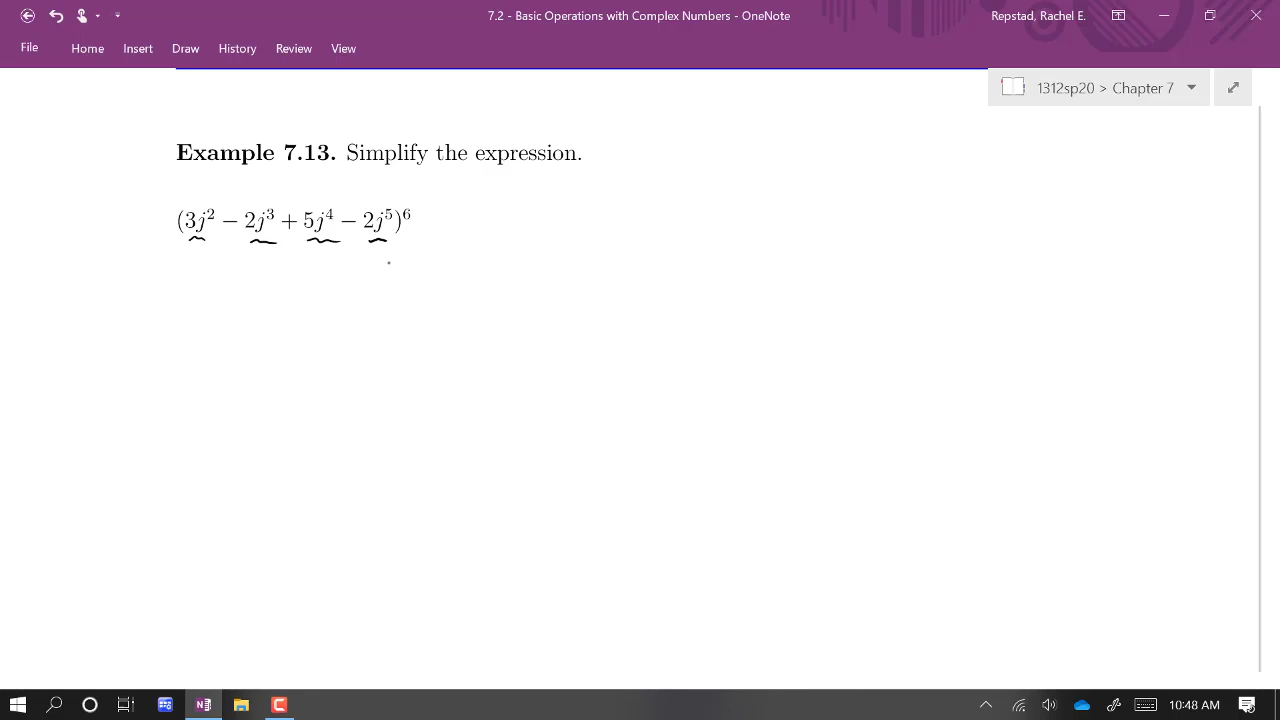 7.2 - Basic Operations with Complex Numbers - OneNote
Repstad, Rachel E.
File Home Insert Draw History Review View
1312sp20 > Chapter 7
Example 7.13. Simplify the expression.
(3j² − 2j³ + 5j⁴ − 2j⁵)⁶
10:48 AM